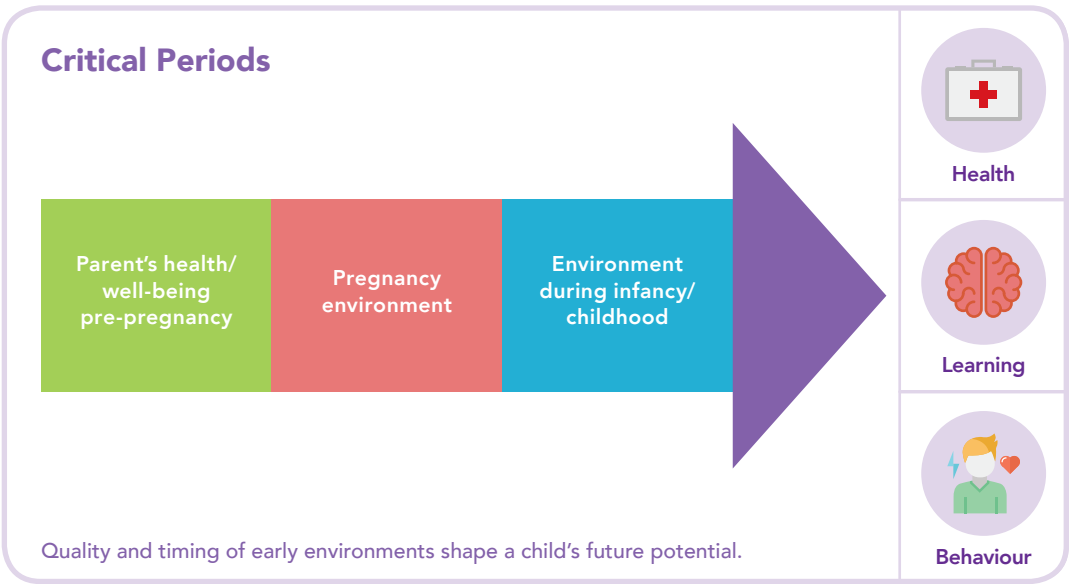 Critical Periods
Parent’s health/
well-being
pre-pregnancy
Pregnancy
environment
Environment
during infancy/
childhood
Quality and timing of early environments shape a child’s future potential.
Health
Learning
Behaviour